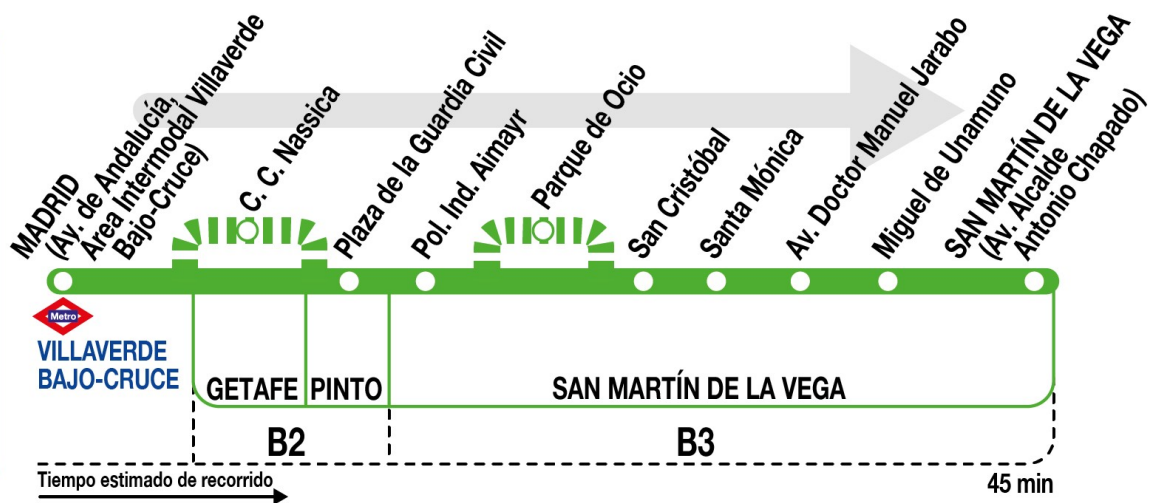 MADRID
(Av. de Andalucía,
Área Intermodal Villaverde
Bajo-Cruce)
C. C. Nassica
Plaza de la Guardia Civil
Pol. Ind. Aimayr
Parque de Ocio
San Cristóbal
Santa Mónica
Av. Doctor Manuel Jarabo
Miguel de Unamuno
SAN MARTÍN DE LA VEGA
(Av. Alcalde
Antonio Chapado)
Metro
VILLAVERDE
BAJO-CRUCE
GETAFE
PINTO
SAN MARTÍN DE LA VEGA
B2
B3
Tiempo estimado de recorrido
45 min